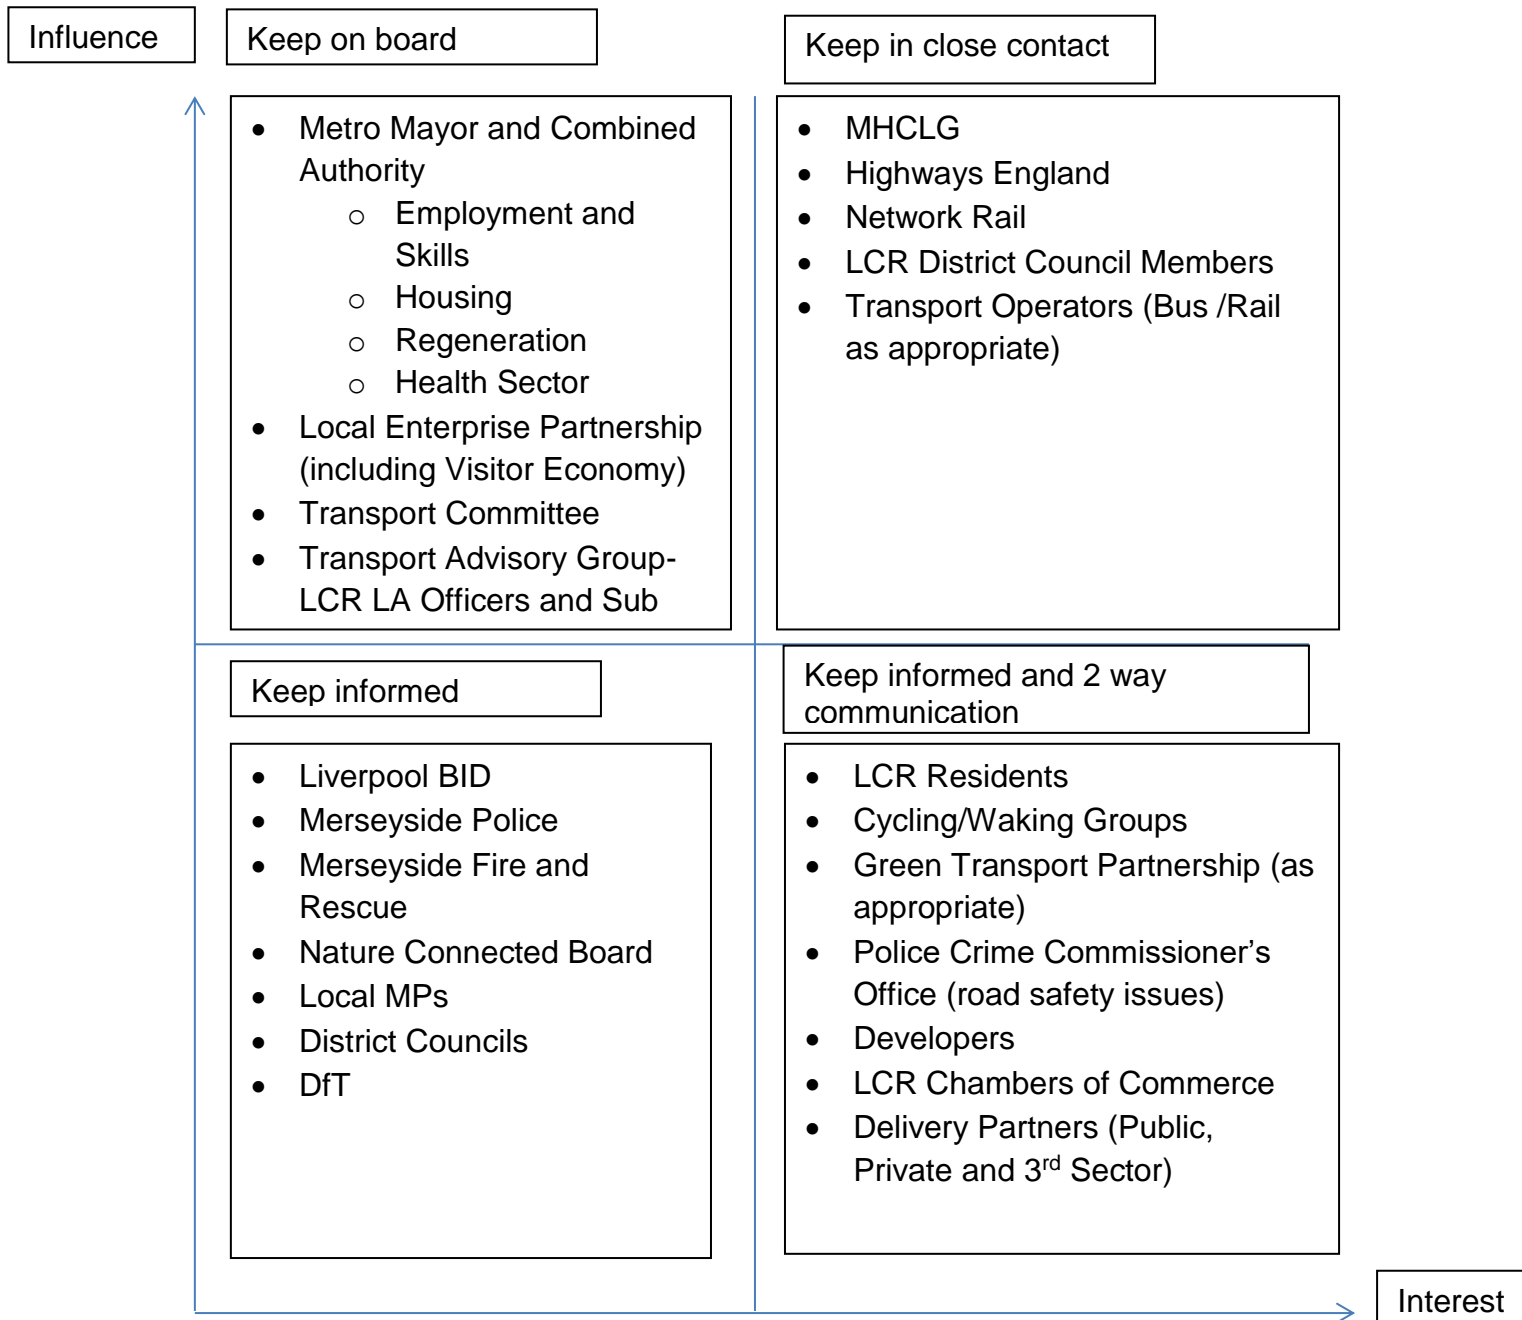 Influence
Keep on board
Keep in close contact
• Metro Mayor and Combined
Authority
o Employment and
Skills
o Housing
o Regeneration
o Health Sector
• Local Enterprise Partnership
(including Visitor Economy)
• Transport Committee
• Transport Advisory Group-
LCR LA Officers and Sub
• MHCLG
• Highways England
• Network Rail
• LCR District Council Members
• Transport Operators (Bus /Rail
as appropriate)
Keep informed
Keep informed and 2 way
communication
• Liverpool BID
• Merseyside Police
• Merseyside Fire and
Rescue
• Nature Connected Board
• Local MPs
• District Councils
• DfT
• LCR Residents
• Cycling/Waking Groups
• Green Transport Partnership (as
appropriate)
• Police Crime Commissioner’s
Office (road safety issues)
• Developers
• LCR Chambers of Commerce
• Delivery Partners (Public,
Private and 3rd Sector)
Interest